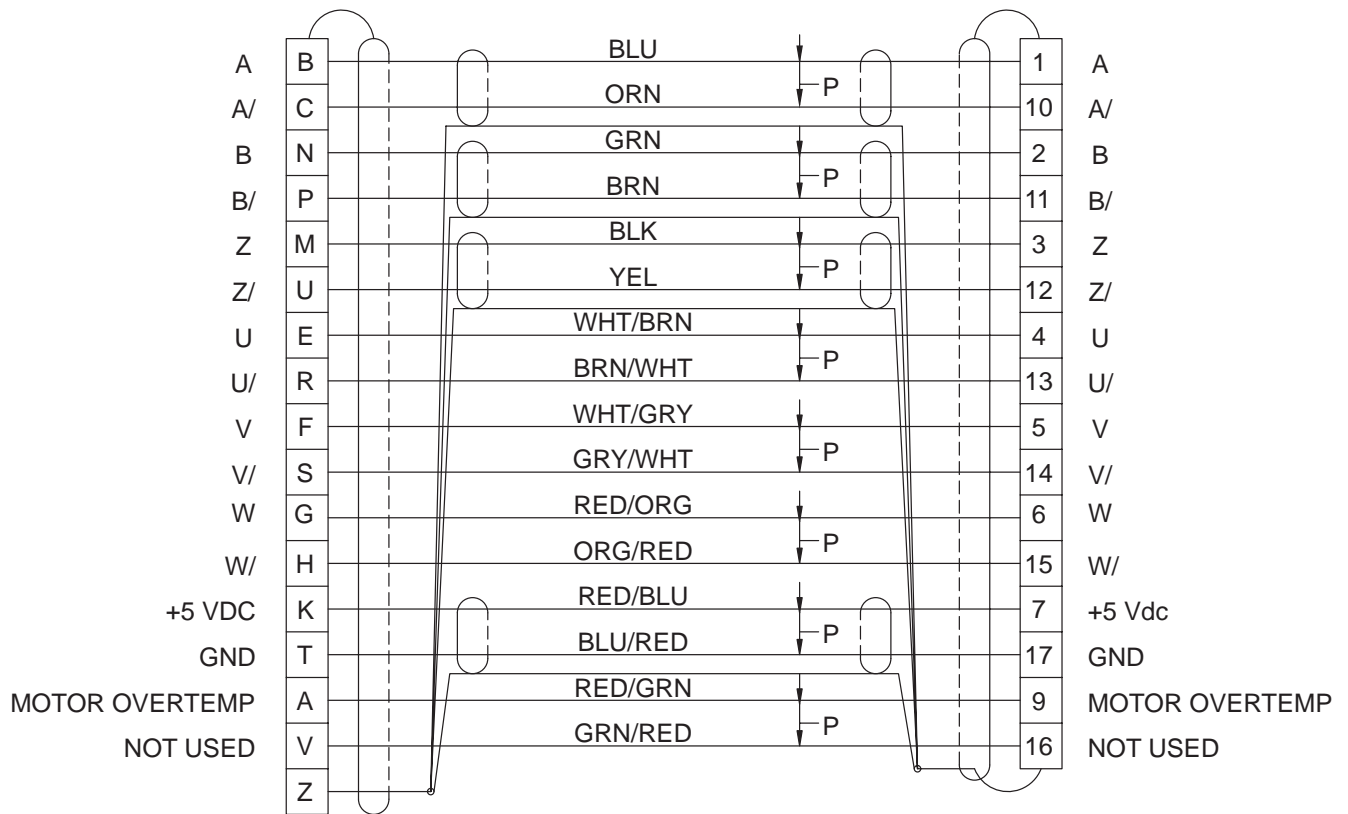 A B BLU 1 A
P
A/ C ORN 10 A/
B N GRN 2 B
P
B/ P BRN 11 B/
Z M BLK 3 Z
P
Z/ U YEL 12 Z/
U E WHT/BRN 4 U
P
U/ R BRN/WHT 13 U/
V F WHT/GRY 5 V
P
V/ S GRY/WHT 14 V/
W G RED/ORG 6 W
P
W/ H ORG/RED 15 W/
+5 VDC K RED/BLU 7 +5 Vdc
P
GND T BLU/RED 17 GND
MOTOR OVERTEMP A RED/GRN 9 MOTOR OVERTEMP
P
NOT USED V GRN/RED 16 NOT USED
Z